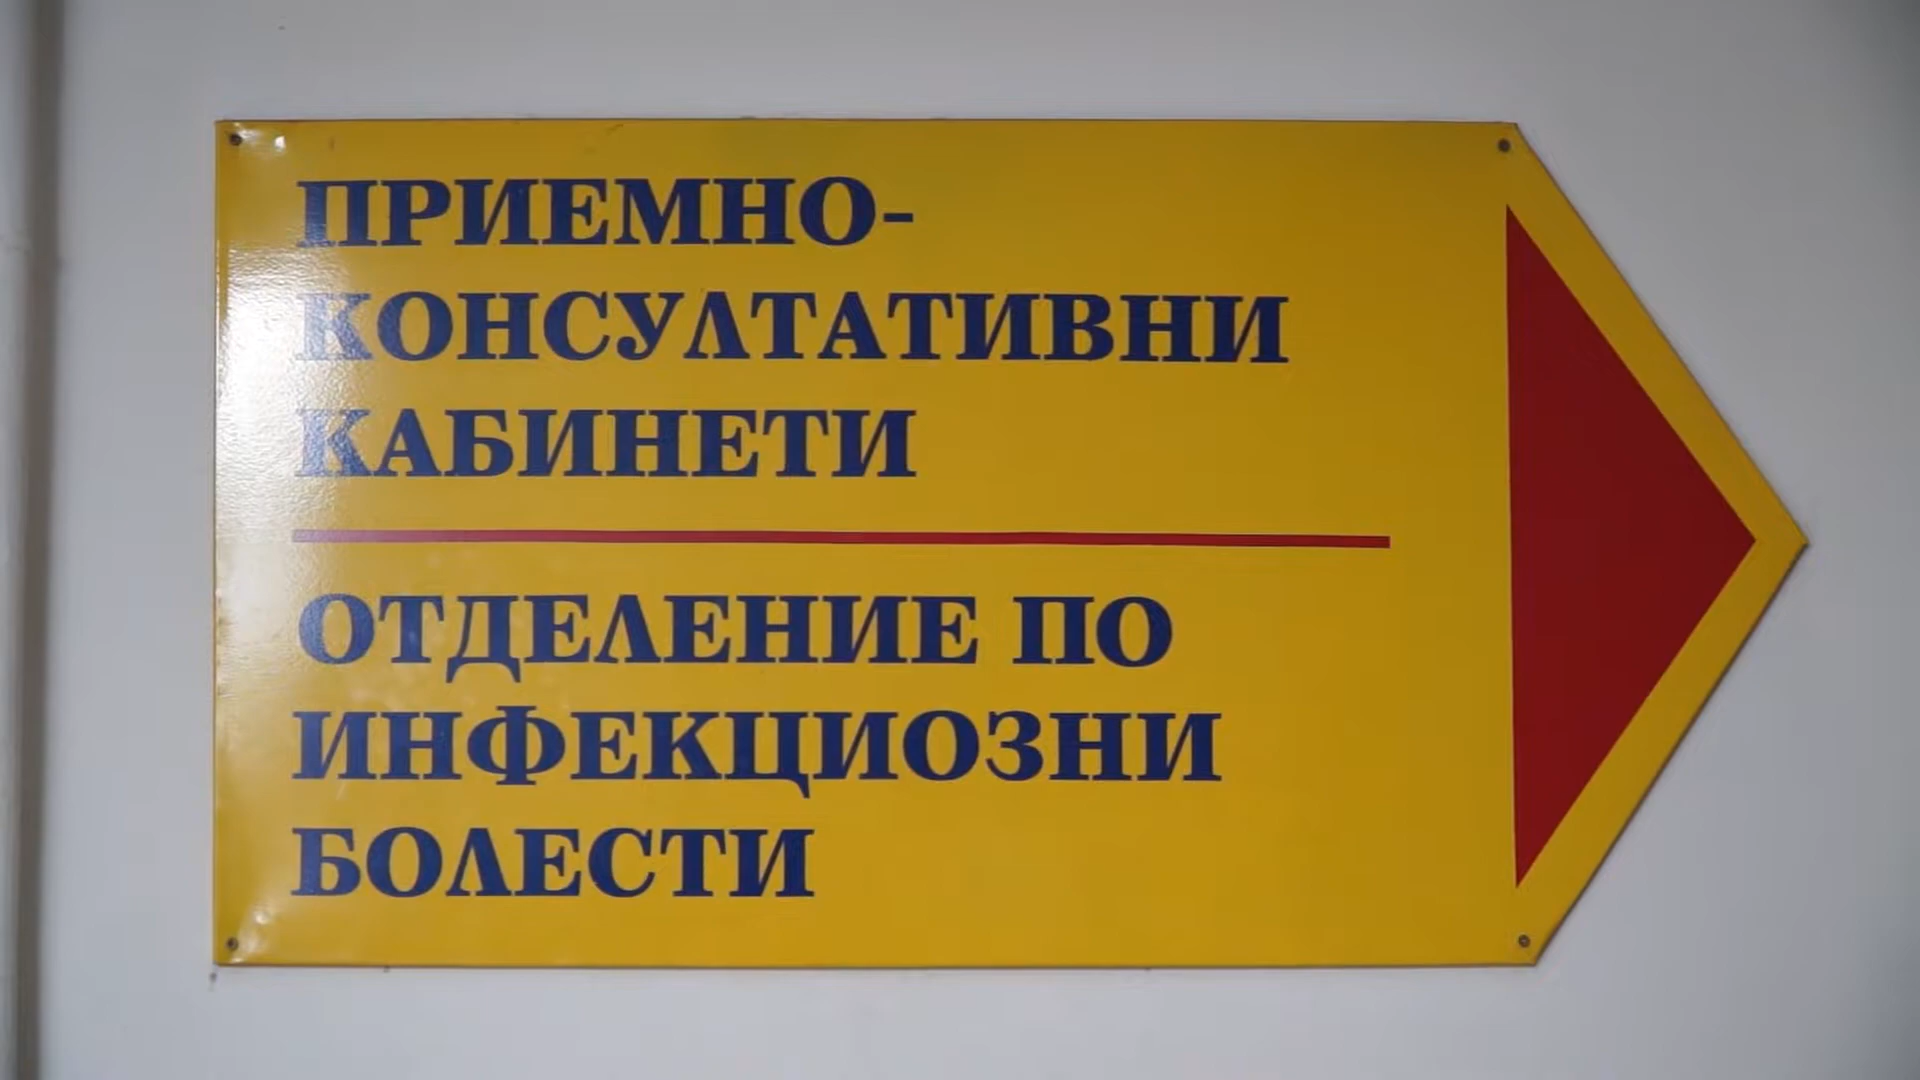 ПРИЕМНО-
КОНСУЛТАТИВНИ
КАБИНЕТИ
ОТДЕЛЕНИЕ ПО
ИНФЕКЦИОЗНИ
БОЛЕСТИ